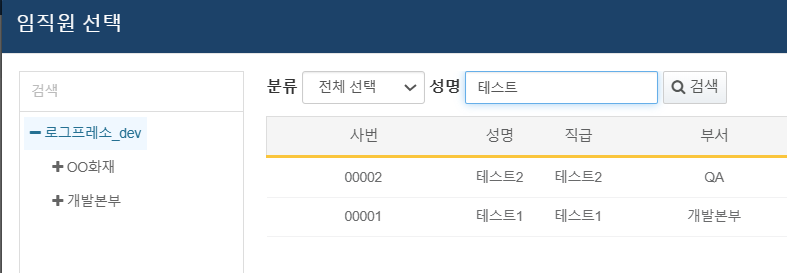 임직원 선택
검색
로그프레소_dev
OO화재
개발본부
분류 전체 선택 성명 테스트 검색
사번 성명 직급 부서
00002 테스트2 테스트2 QA
00001 테스트1 테스트1 개발본부